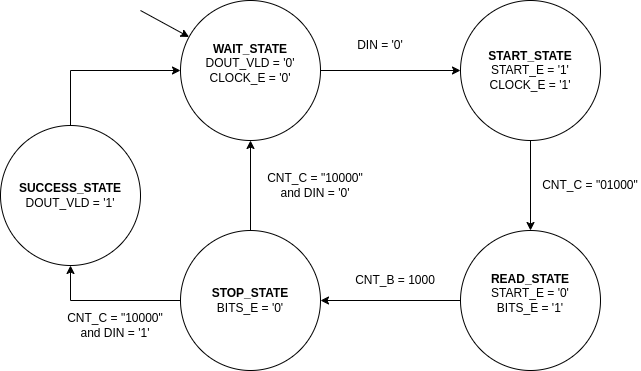 WAIT_STATE
DOUT_VLD = '0'
CLOCK_E = '0'
DIN = '0'
START_STATE
START_E = '1'
CLOCK_E = '1'
SUCCESS_STATE
DOUT_VLD = '1'
CNT_C = "10000"
and DIN = '0'
CNT_C = "01000"
STOP_STATE
BITS_E = '0'
CNT_B = 1000
READ_STATE
START_E = '0'
BITS_E = '1'
CNT_C = "10000"
and DIN = '1'